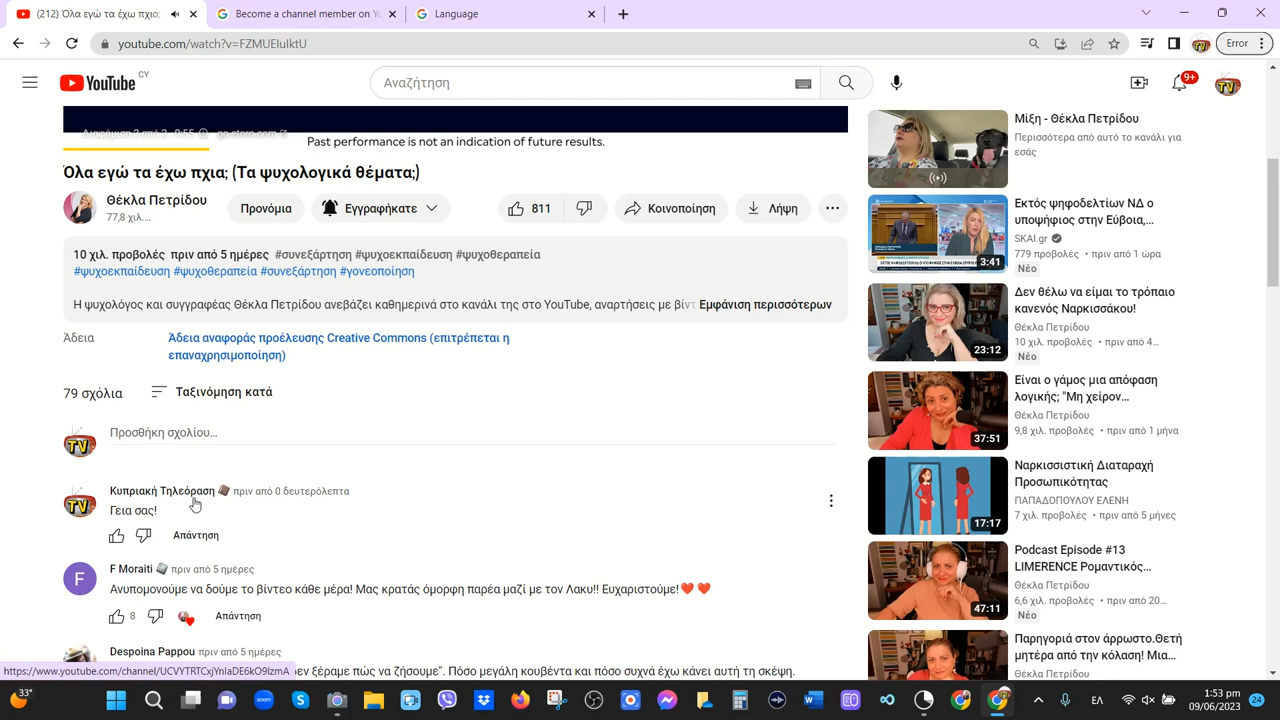 (212) Όλα εγώ τα έχω πχια;
Become a channel member on Yo
Language
youtube.com/watch?v=FZMUEIuIktU
Error
YouTube CY
Αναζήτηση
9+
Διαφήμιση 2 από 2 · 0:55
Past performance is not an indication of future results.
Όλα εγώ τα έχω πχια; (Τα ψυχολογικά θέματα;)
Θέκλα Πετρίδου
77,8 χιλ....
Προνόμια
Εγγραφήκατε
811
Κοινοποίηση
Λήψη
10 χιλ. προβολές πριν από 5 ημέρες #συνεξάρτηση #ψυχοεκπαίδευση #ψυχοθεραπεία
#ψυχοεκπαίδευση #ψυχοθεραπεία #συνεξάρτηση #γονεοποίηση
Η ψυχολόγος και συγγραφέας Θέκλα Πετρίδου ανεβάζει καθημερινά στο κανάλι της στο YouTube, αναρτήσεις με βίντ Εμφάνιση περισσότερων
Άδεια
Άδεια αναφοράς προέλευσης Creative Commons (επιτρέπεται η
επαναχρησιμοποίηση)
79 σχόλια
Ταξινόμηση κατά
Προσθήκη σχολίου...
Κυπριακή Τηλεόραση πριν από 0 δευτερόλεπτα
Γεια σας!
Απάντηση
F
F Moraiti πριν από 5 ημέρες
Ανυπομονούμε να δούμε το βίντεο κάθε μέρα! Μας κρατάς όμορφη παρέα μαζί με τον Λακυ!! Ευχαριστούμε!❤️ ❤️
8
Απάντηση
Despoina Pappou πριν από 5 ημέρες
δεν ξέραμε πώς να ζήσουμε". Πόσο μεγάλη κουβέντα και πόσο συχνά έχω κάνει αυτή τη σκέψη.
Μίξη - Θέκλα Πετρίδου
Περισσότερα από αυτό το κανάλι για
εσάς
3:41
Εκτός ψηφοδελτίων ΝΔ ο
υποψήφιος στην Εύβοια,...
SKAI.gr
779 προβολές • πριν από 1 ώρα
Νέο
23:12
Δεν θέλω να είμαι το τρόπαιο
κανενός Ναρκισσάκου!
Θέκλα Πετρίδου
10 χιλ. προβολές • πριν από 4...
Νέο
37:51
Είναι ο γάμος μια απόφαση
λογικής; "Μη χείρον...
Θέκλα Πετρίδου
9,8 χιλ. προβολές • πριν από 1 μήνα
17:17
Ναρκισσιστική Διαταραχή
Προσωπικότητας
ΠΑΠΑΔΟΠΟΥΛΟΥ ΕΛΕΝΗ
7 χιλ. προβολές • πριν από 5 μήνες
47:11
Podcast Episode #13
LIMERENCE Ρομαντικός...
Θέκλα Πετρίδου
6,6 χιλ. προβολές • πριν από 20...
Νέο
Παρηγοριά στον άρρωστο.Θετή
μητέρα από την κόλαση! Μια...
Θέκλα Πετρίδου
33°
ΕΛ
1:53 pm
09/06/2023
24